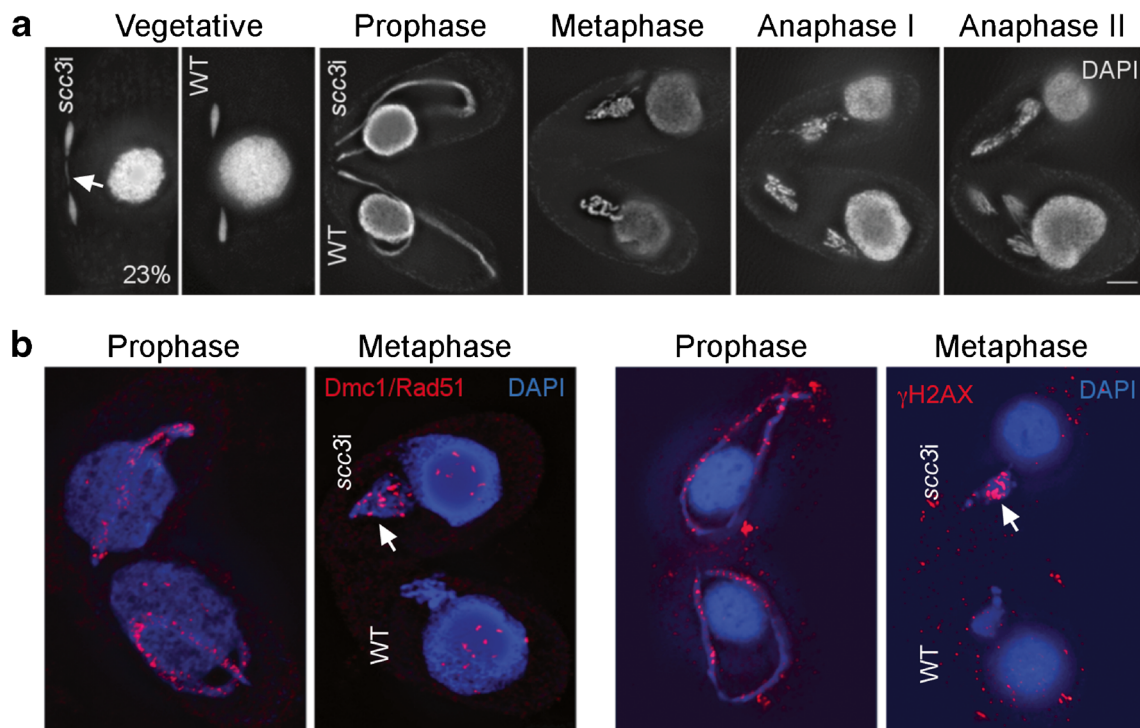 a
Vegetative Prophase Metaphase Anaphase I Anaphase II
scc3i WT scc3i DAPI
23% WT
b
Prophase Metaphase Prophase Metaphase
Dmc1/Rad51 DAPI γH2AX DAPI
scc3i scc3i
WT WT